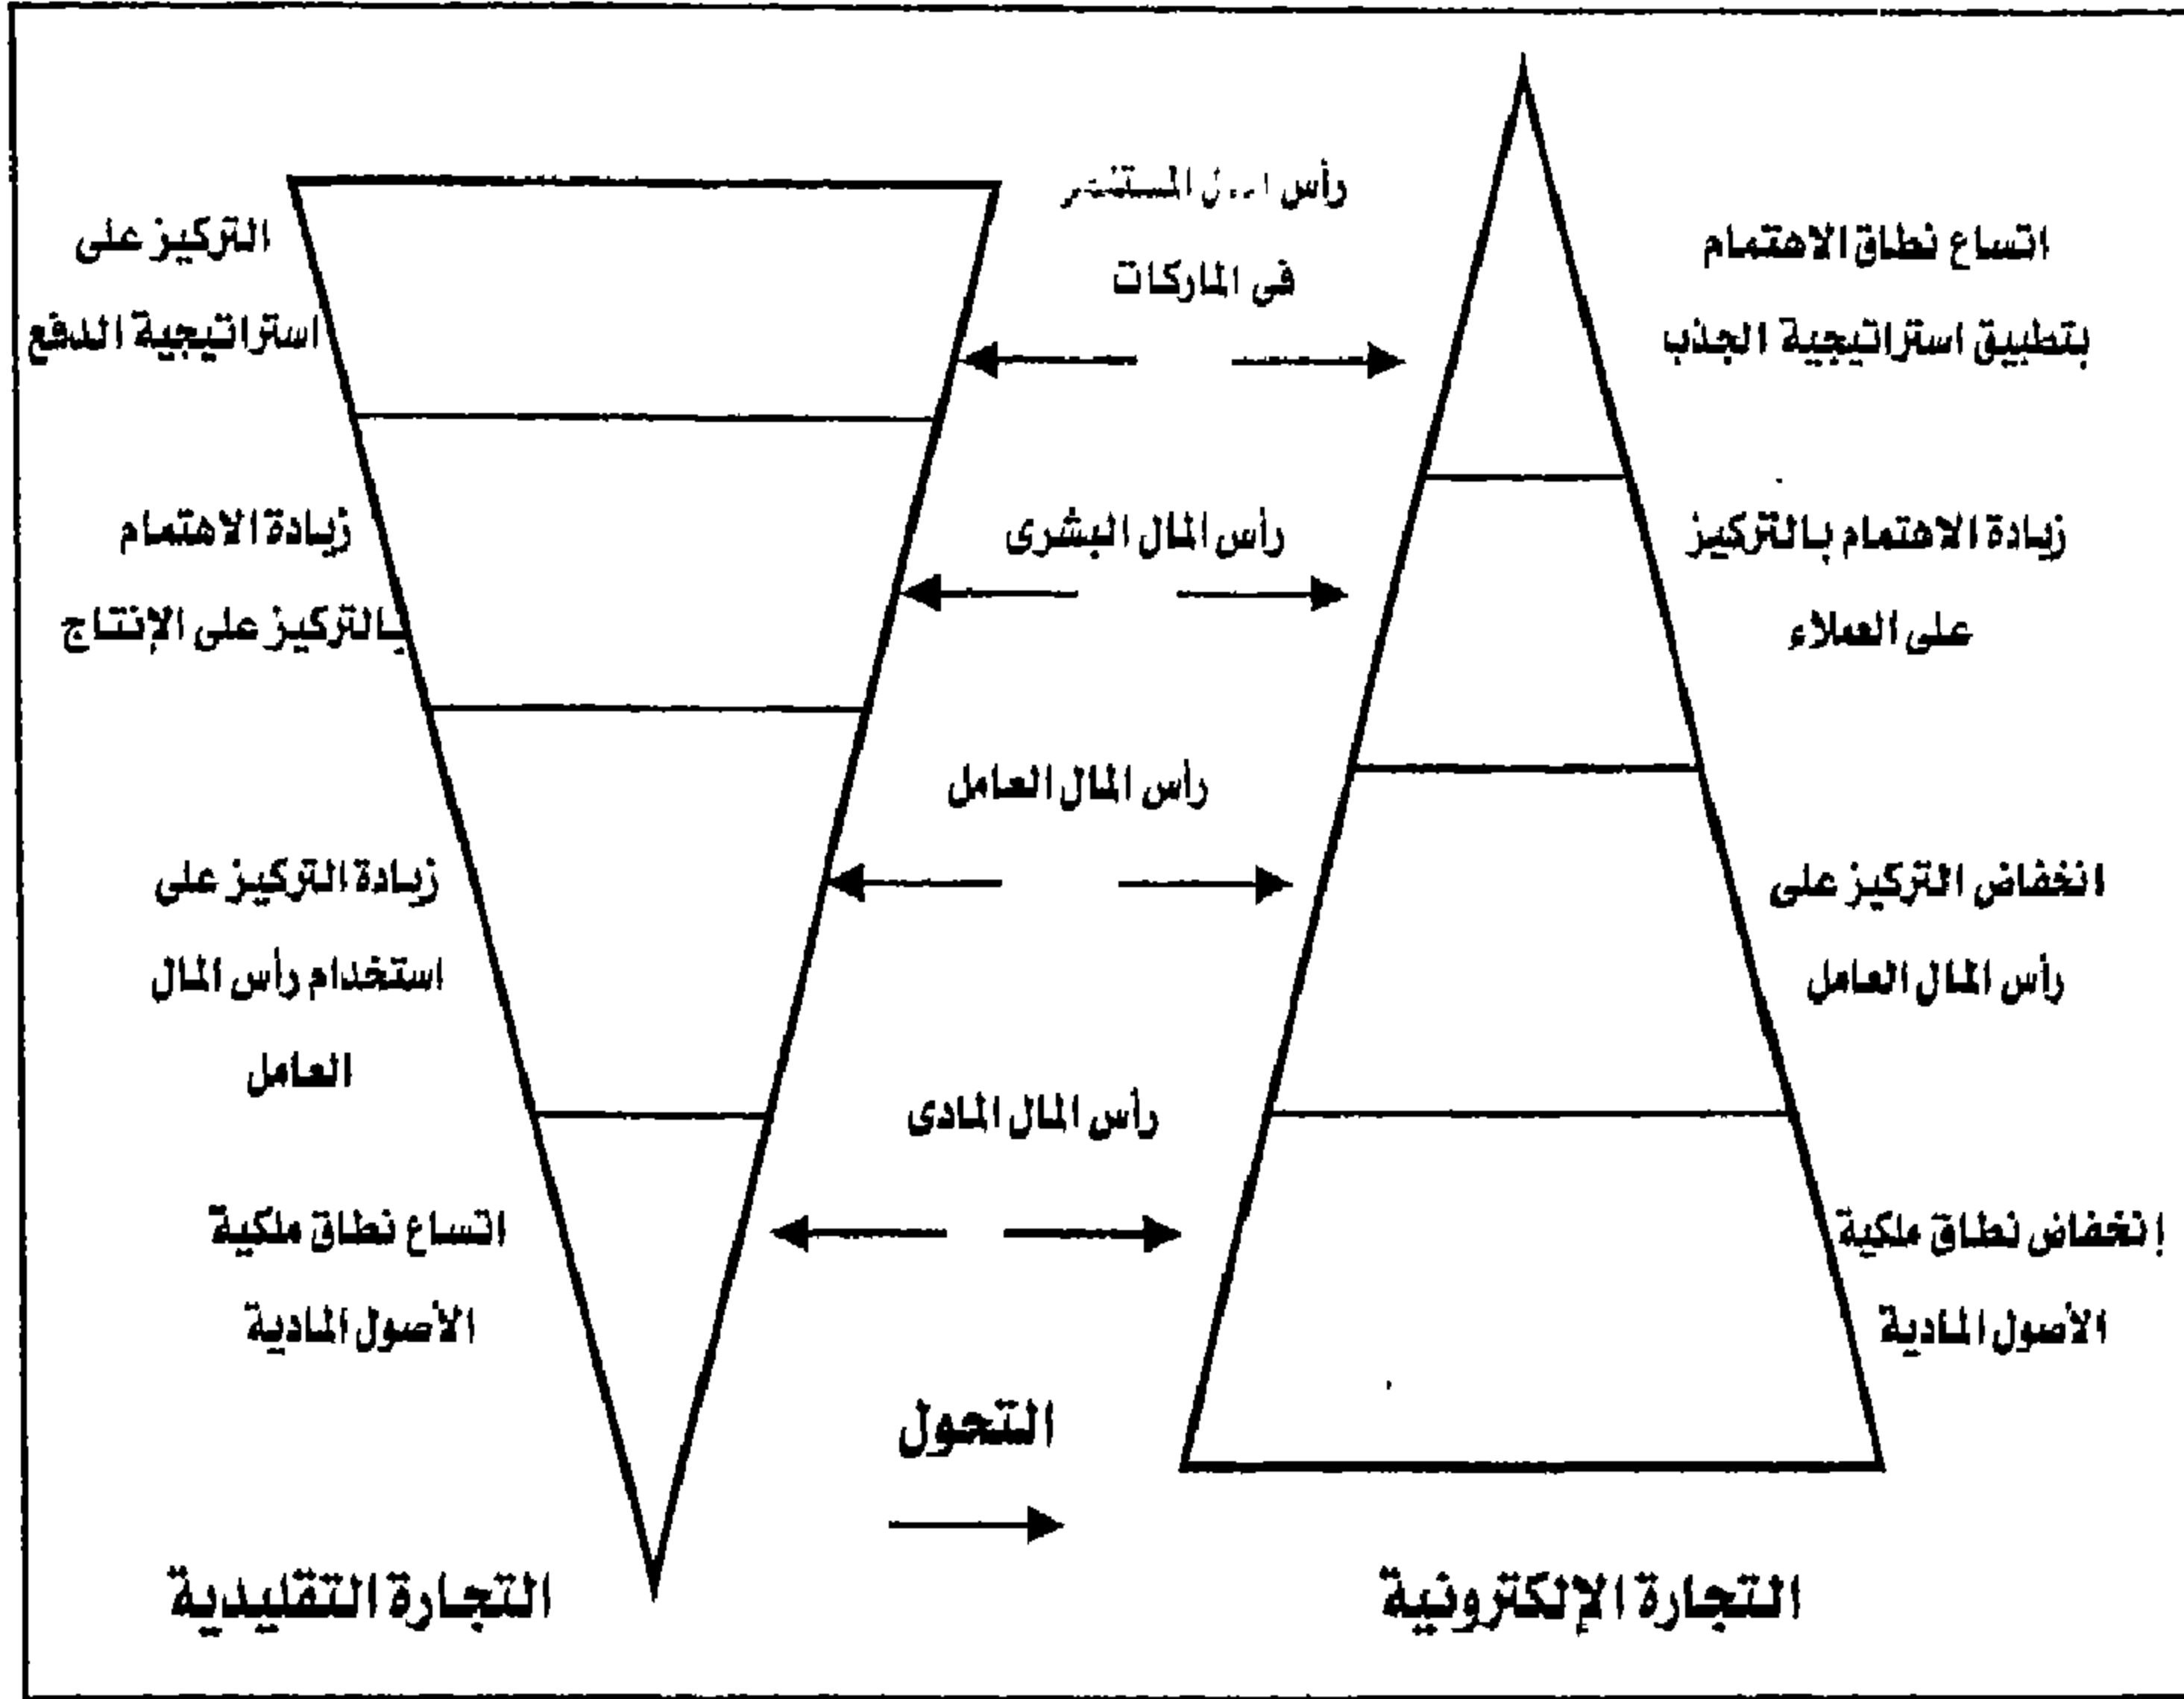 اتساع نطاق الاهتمام
بتطبيق استراتيجية الجذب
رأس المستثمر
فى الماركات
التركيز على
استراتيجية الدفع
زيادة الاهتمام بالتركيز
على العملاء
رأس المال البشرى
زيادة الاهتمام
بالتركيز على الإنتاج
انخفاض التركيز على
رأس المال العامل
رأس المال العامل
زيادة التركيز على
استخدام رأس المال
العامل
إنخفاض نطاق ملكية
الأصول المادية
رأس المال المادى
اتساع نطاق ملكية
الأصول المادية
التحول
التجارة الإلكترونية
التجارة التقليدية